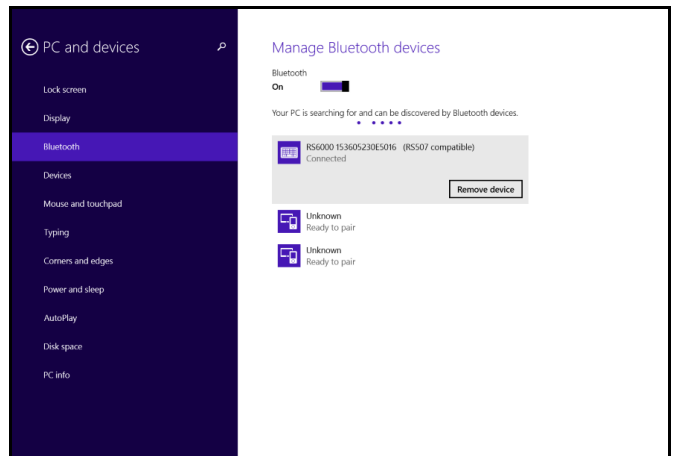 PC and devices
Lock screen
Display
Bluetooth
Devices
Mouse and touchpad
Typing
Corners and edges
Power and sleep
AutoPlay
Disk space
PC info
Manage Bluetooth devices
Bluetooth
On
Your PC is searching for and can be discovered by Bluetooth devices.
RS6000 153605230E5016 (RS507 compatible)
Connected
Remove device
Unknown
Ready to pair
Unknown
Ready to pair